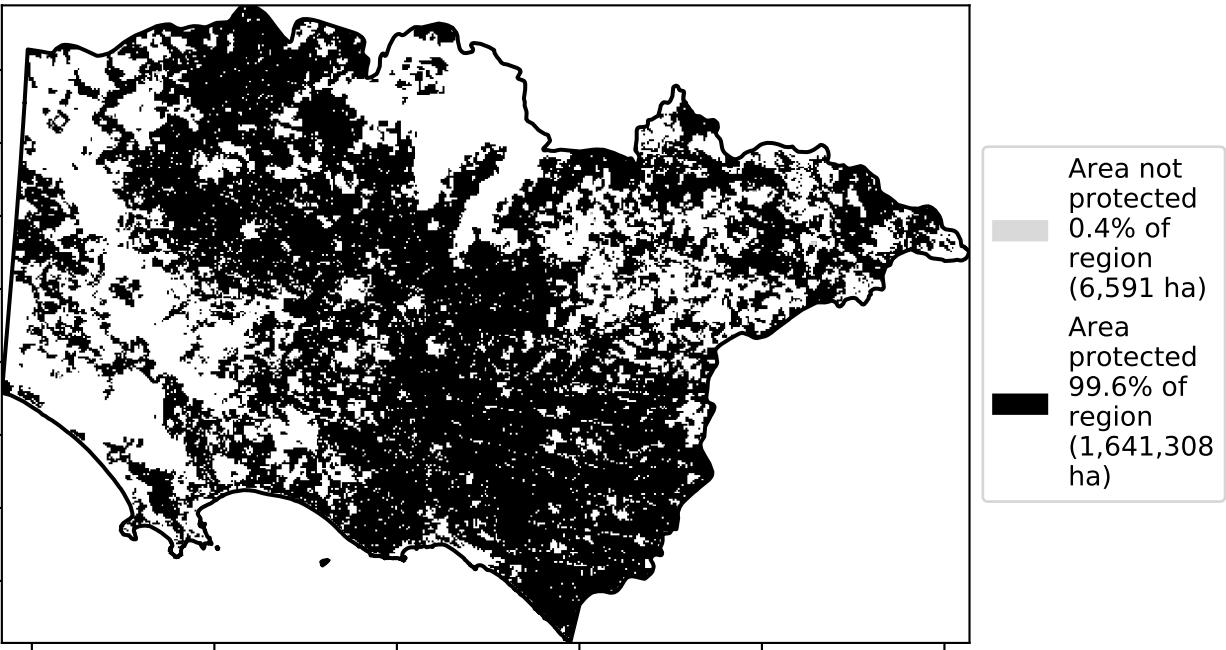 Area not
protected
0.4% of
region
(6,591 ha)
Area
protected
99.6% of
region
(1,641,308
ha)